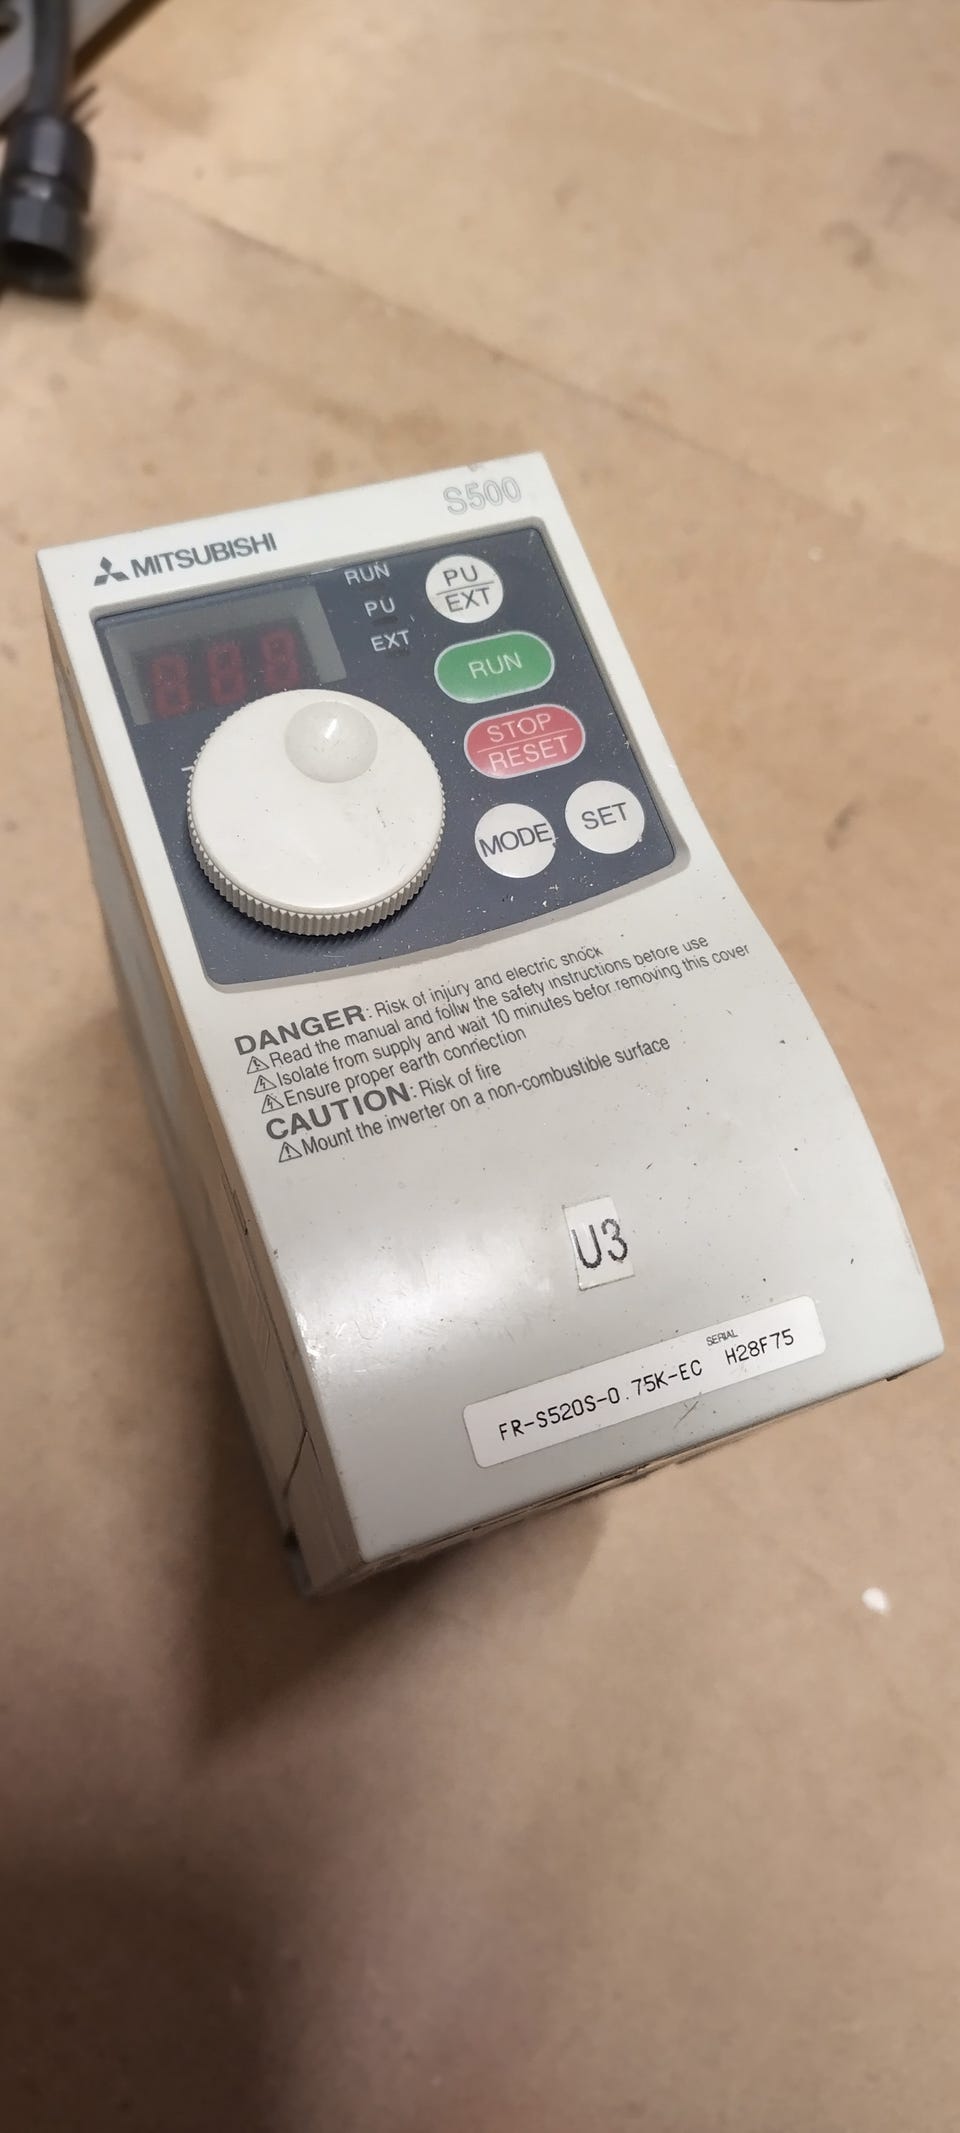 S500
MITSUBISHI
RUN
PU
EXT
PU
EXT
RUN
STOP
RESET
MODE
SET
DANGER: Risk of injury and electric shock
Read the manual and follw the safety instructions betore use
Isolate from supply and wait 10 minutes befor removing this cover
Ensure proper earth connection
CAUTION: Risk of fire
Mount the inverter on a non-combustible surface
U3
SERIAL
FR-S520S-0.75K-EC H28F75